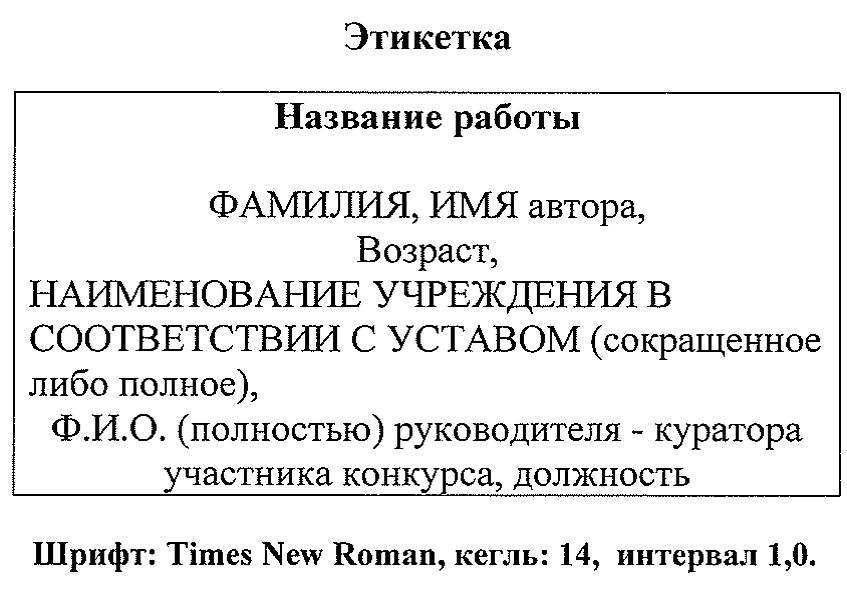 Этикетка
Название работы
ФАМИЛИЯ, ИМЯ автора,
Возраст,
НАИМЕНОВАНИЕ УЧРЕЖДЕНИЯ В
СООТВЕТСТВИИ С УСТАВОМ (сокращенное
либо полное),
Ф.И.О. (полностью) руководителя - куратора
участника конкурса, должность
Шрифт: Times New Roman, кегль: 14, интервал 1,0.